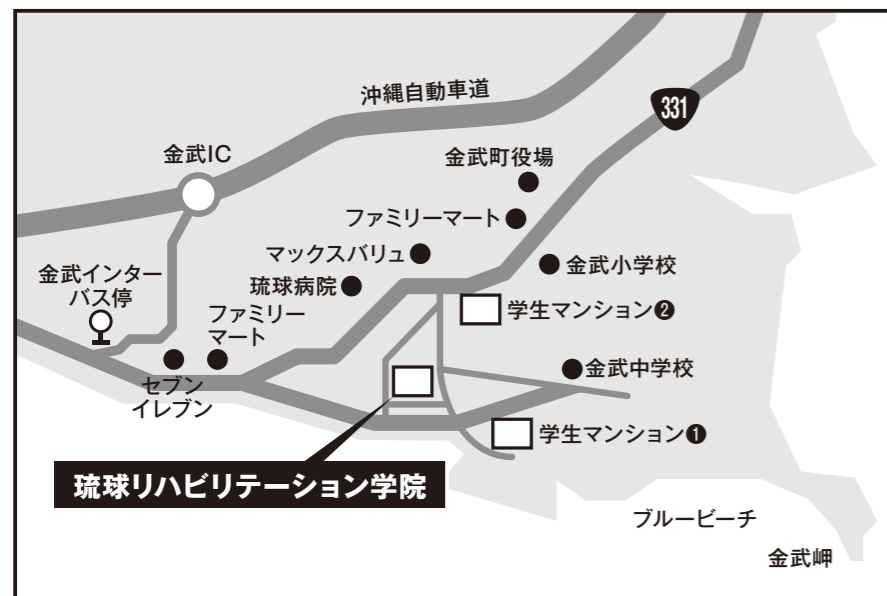 沖縄自動車道
331
金武IC
金武町役場
ファミリーマート
マックスバリュ
金武小学校
金武インター
バス停
琉球病院
ファミリー
マート
学生マンション❷
セブン
イレブン
金武中学校
学生マンション❶
琉球リハビリテーション学院
ブルービーチ
金武岬